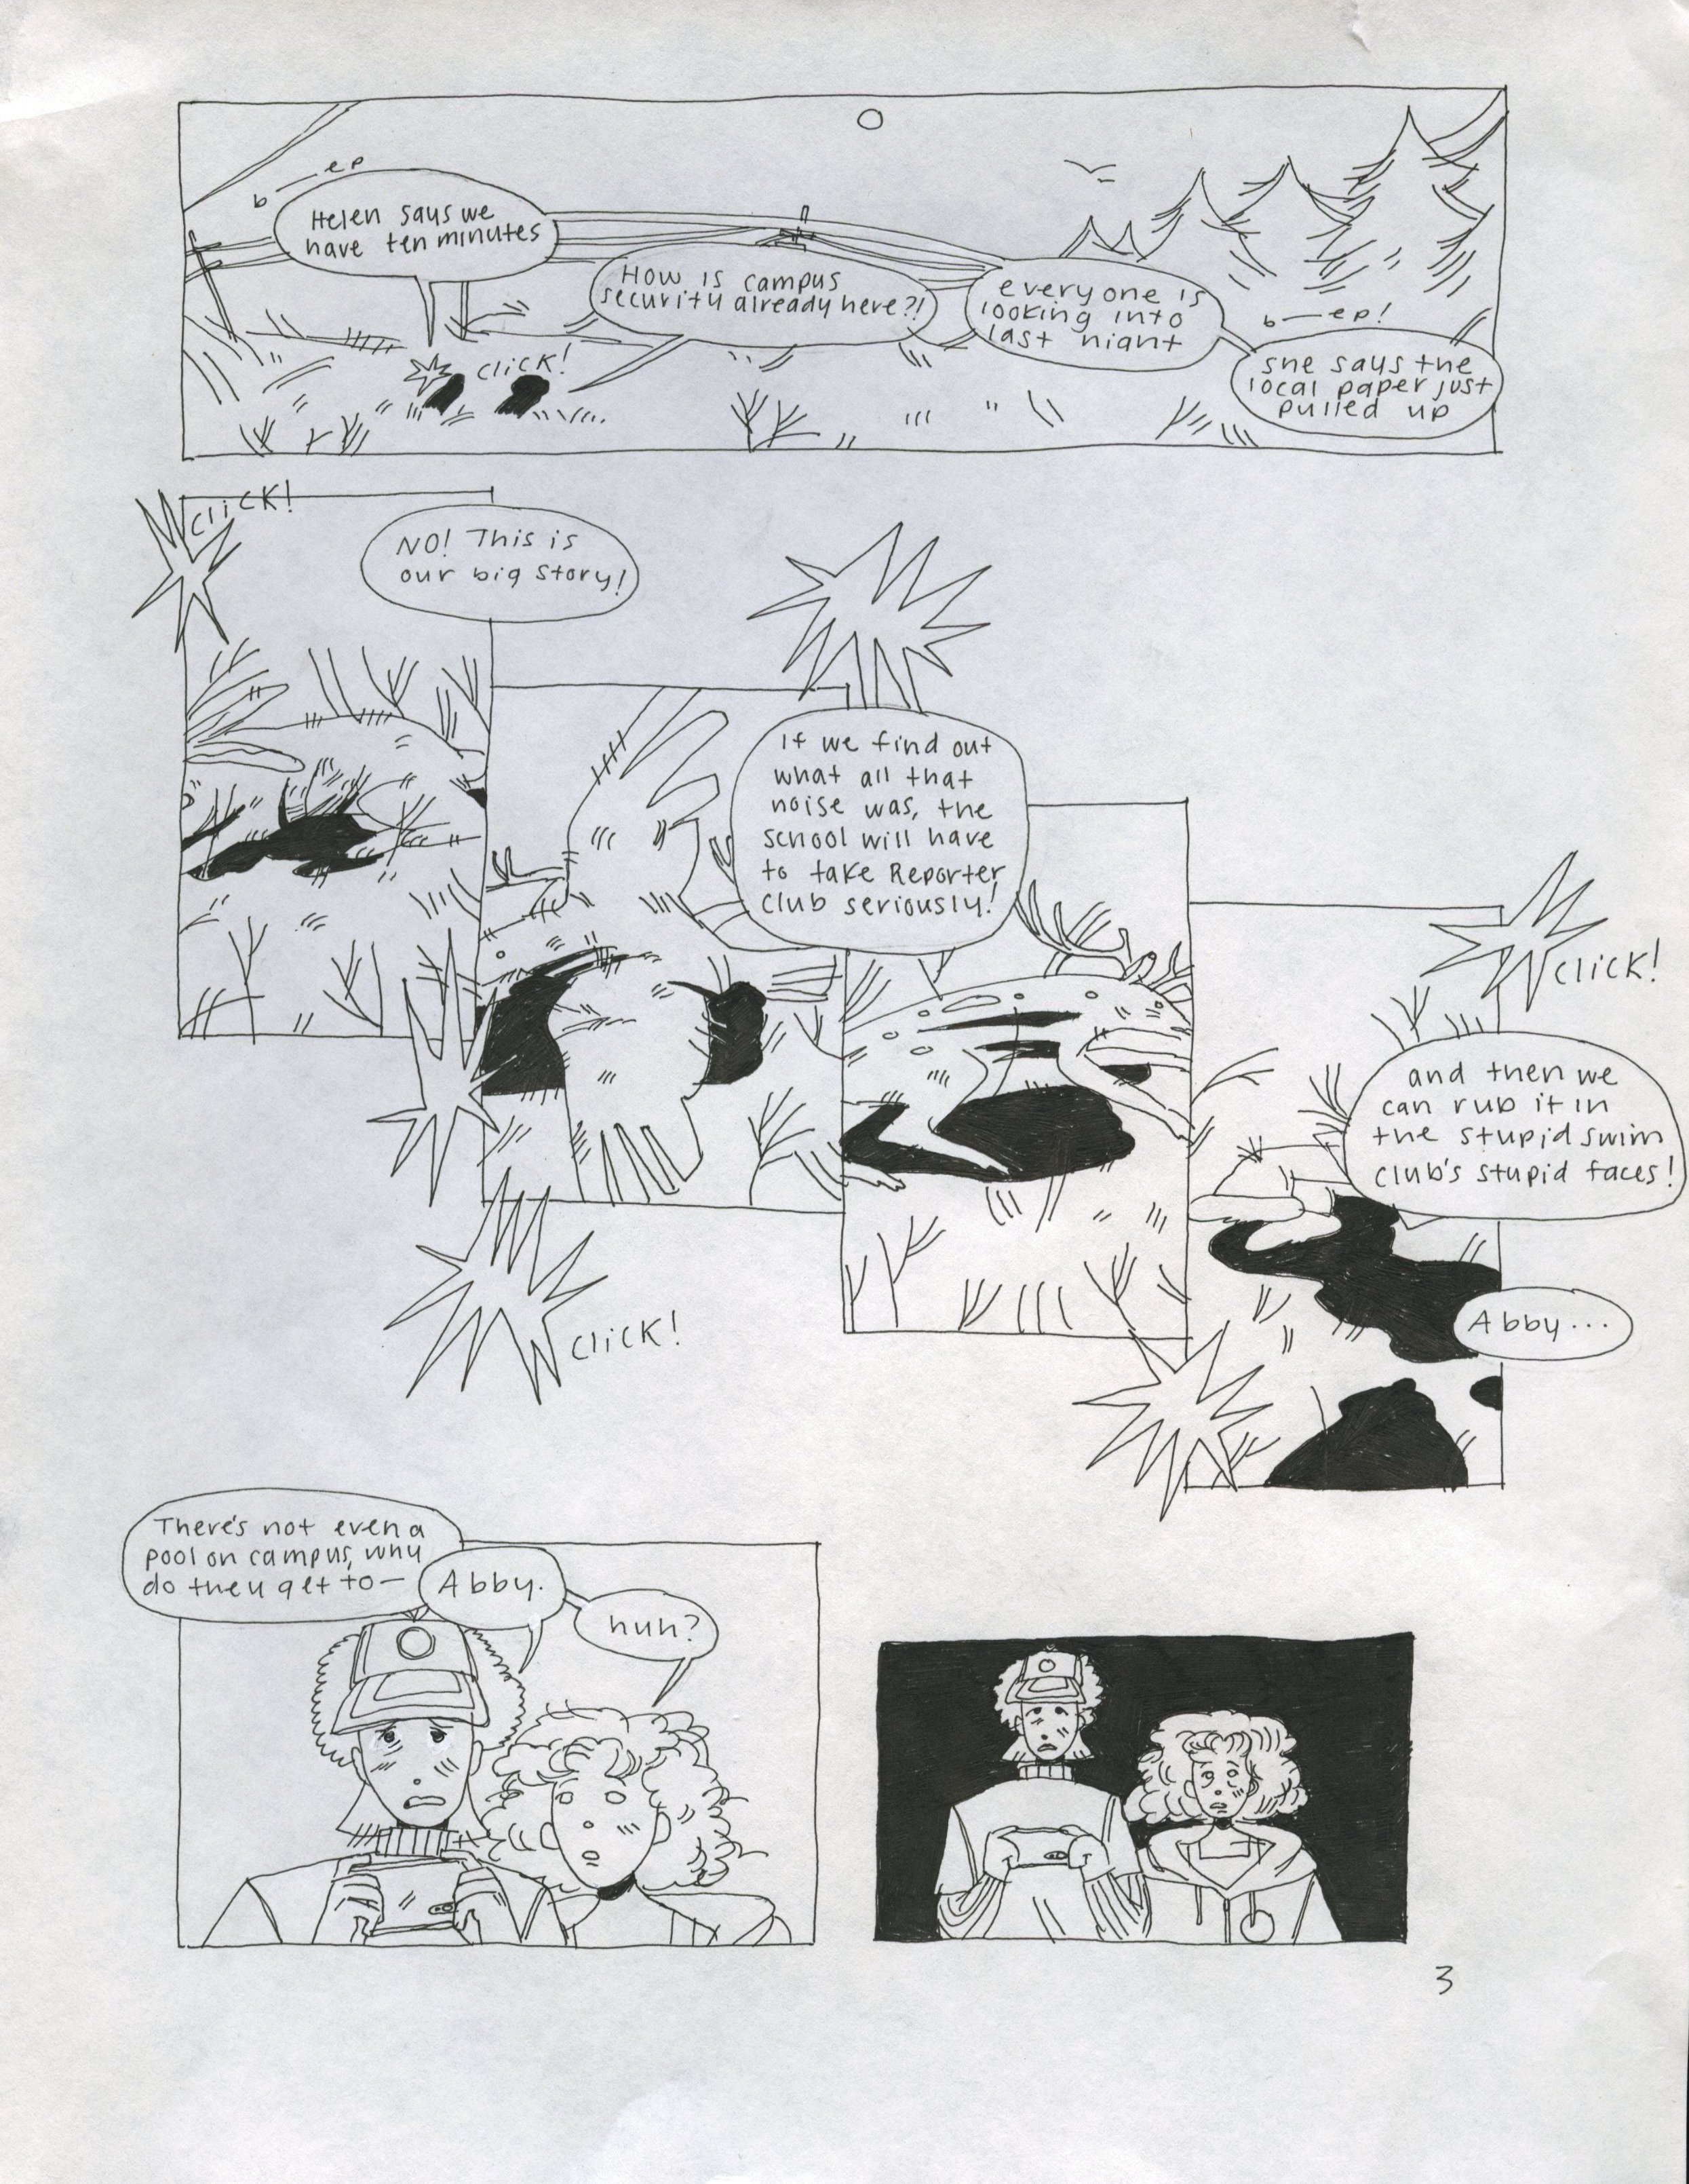 b—ep
Helen says we
have ten minutes
How is campus
security already here?!
everyone is
looking into
last night
b—ep!
she says the
local paper just
pulled up
click!
click!
NO! This is
our big story!
If we find out
what all that
noise was, the
school will have
to take Reporter
club seriously!
click!
click!
and then we
can rub it in
the stupid swim
club's stupid faces!
Abby...
There's not even a
pool on campus, why
do they get to—
Abby.
huh?
3